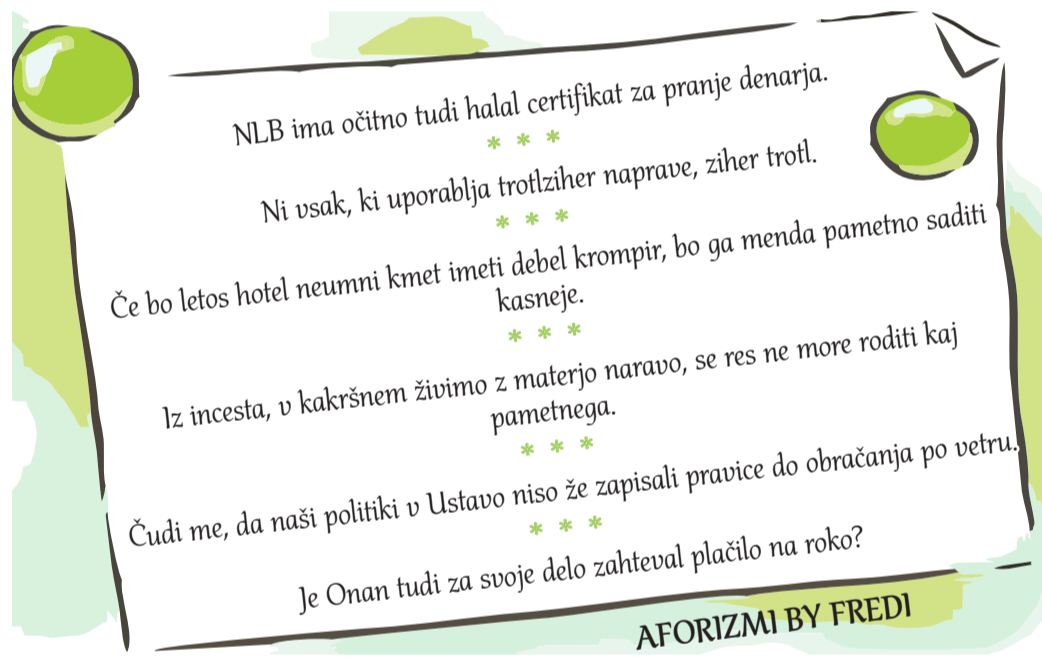 NLB ima očitno tudi halal certifikat za pranje denarja.
* * *
Ni vsak, ki uporablja trotlziher naprave, ziher trotl.
* * *
Če bo letos hotel neumni kmet imeti debel krompir, bo ga menda pametno saditi
kasneje.
* * *
Iz incesta, v kakršnem živimo z materjo naravo, se res ne more roditi kaj
pametnega.
* * *
Čudi me, da naši politiki v Ustavo niso že zapisali pravice do obračanja po vetru.
* * *
Je Onan tudi za svoje delo zahteval plačilo na roko?
AFORIZMI BY FREDI